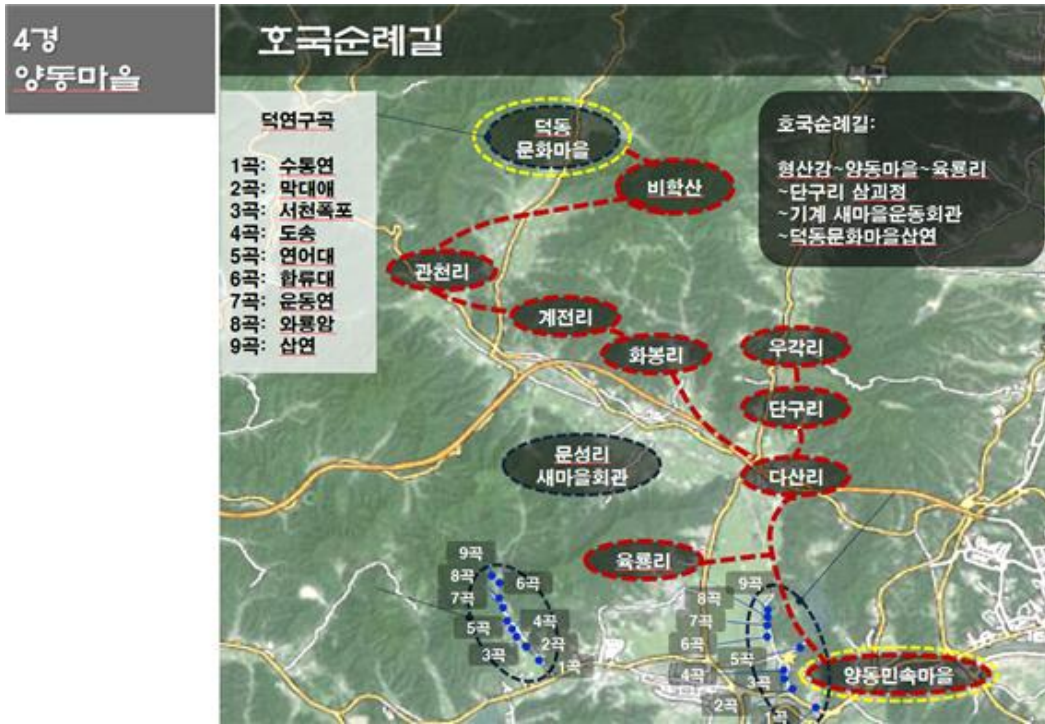 4경
양동마을
호국순례길
북구
덕연구곡
1곡: 수통연
2곡: 막대애
3곡: 서천폭포
4곡: 도송
5곡: 연어대
6곡: 합류대
7곡: 운동연
8곡: 와룡암
9곡: 삽연
덕동
문화마을
비학산
호국순례길:
형산강~양동마을~육룡리
~단구리 삼괴정
~기계 새마을운동회관
~덕동문화마을삽연
관천리
계전리
화봉리
우각리
단구리
문성리
새마을회관
다산리
육룡리
9곡
8곡
7곡
6곡
5곡
4곡
3곡
2곡
1곡
9곡
8곡
7곡
6곡
5곡
4곡
3곡
2곡
1곡
양동민속마을